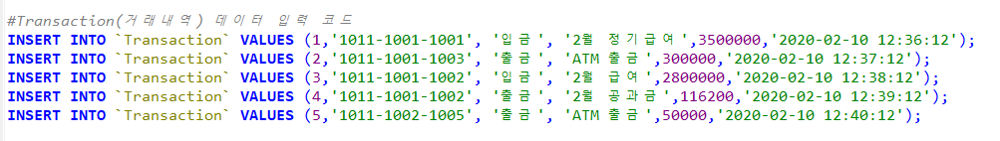 #Transaction(거래내역) 데이터 입력 코드
INSERT INTO `Transaction` VALUES (1,'1011-1001-1001', '입금', '2월 정기급여',3500000,'2020-02-10 12:36:12');
INSERT INTO `Transaction` VALUES (2,'1011-1001-1003', '출금', 'ATM 출금',300000,'2020-02-10 12:37:12');
INSERT INTO `Transaction` VALUES (3,'1011-1001-1002', '입금', '2월 급여',2800000,'2020-02-10 12:38:12');
INSERT INTO `Transaction` VALUES (4,'1011-1001-1002', '출금', '2월 공과금',116200,'2020-02-10 12:39:12');
INSERT INTO `Transaction` VALUES (5,'1011-1002-1005', '출금', 'ATM 출금',50000,'2020-02-10 12:40:12');